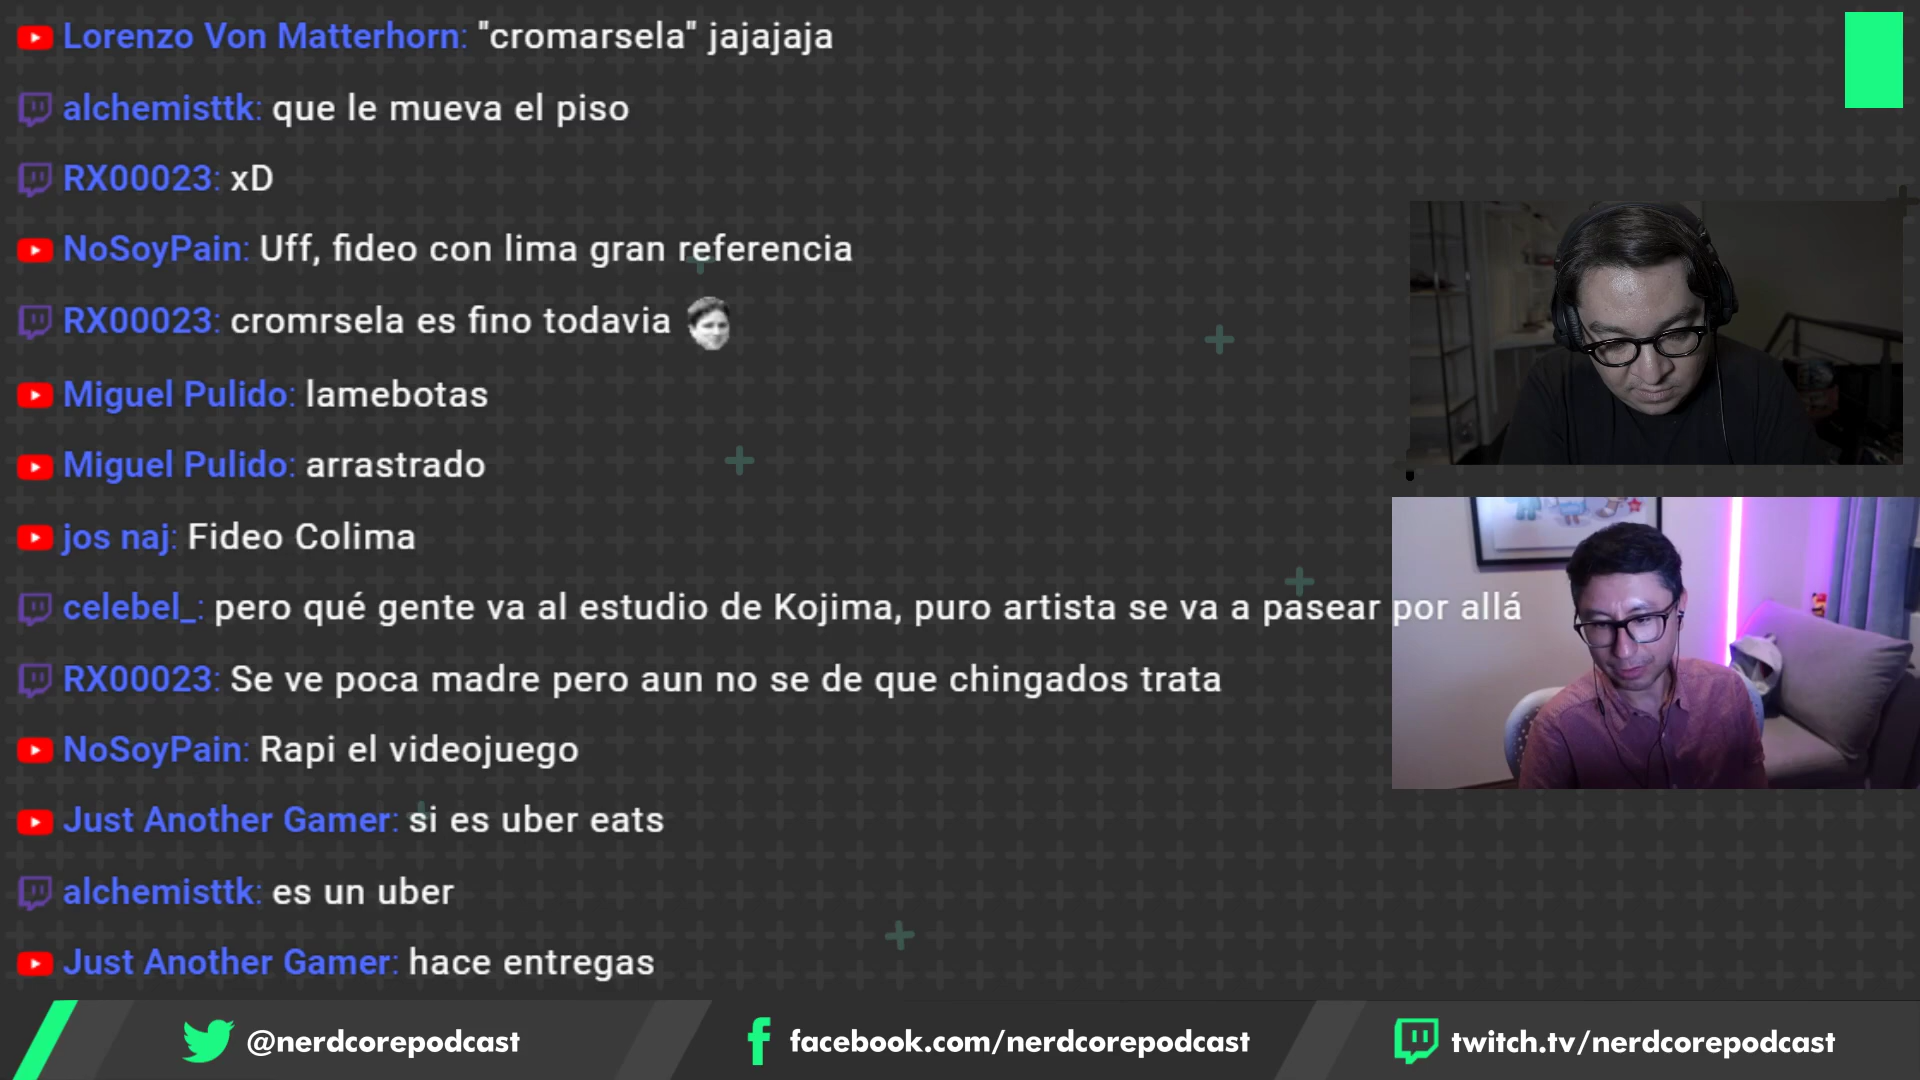 Lorenzo Von Matterhorn: "cromarsela" jajajaja
alchemisttk: que le mueva el piso
RX00023: xD
NoSoyPain: Uff, fideo con lima gran referencia
RX00023: cromrsela es fino todavia
Miguel Pulido: lamebotas
Miguel Pulido: arrastrado
jos naj: Fideo Colima
celebel_: pero qué gente va al estudio de Kojima, puro artista se va a pasear por allá
RX00023: Se ve poca madre pero aun no se de que chingados trata
NoSoyPain: Rapi el videojuego
Just Another Gamer: si es uber eats
alchemisttk: es un uber
Just Another Gamer: hace entregas
@nerdcorepodcast facebook.com/nerdcorepodcast twitch.tv/nerdcorepodcast